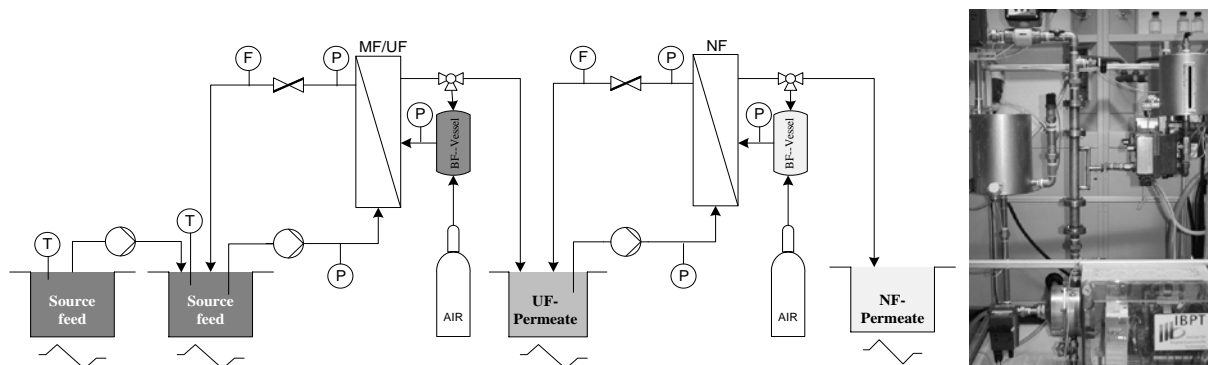 MF/UF
NF
F
P
F
P
P
BF--Vessel
P
BF--Vessel
T
T
P
P
Source
feed
Source
feed
AIR
UF-
Permeate
AIR
NF-
Permeate
IBPT